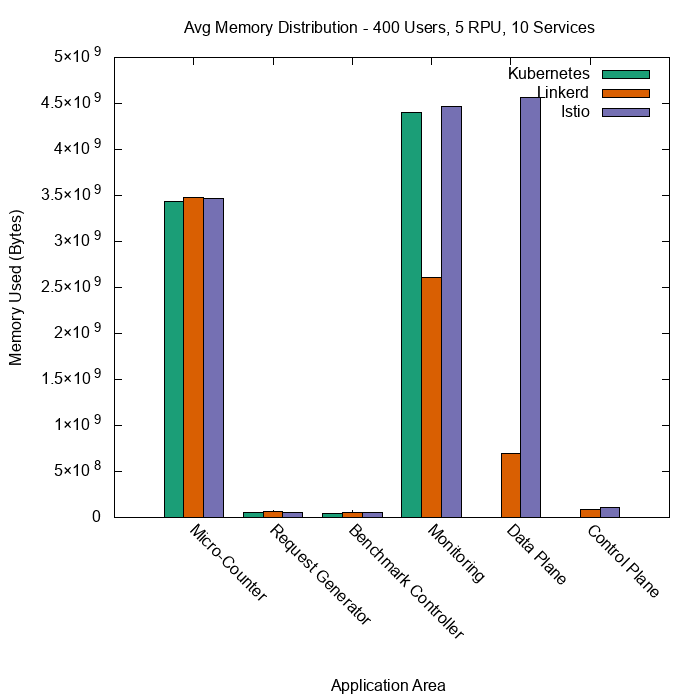 Avg Memory Distribution - 400 Users, 5 RPU, 10 Services
Kubernetes
Linkerd
Istio
5×10 9
4.5×10 9
4×10 9
3.5×10 9
3×10 9
2.5×10 9
2×10 9
1.5×10 9
1×10 9
5×10 8
0
Memory Used (Bytes)
Micro-Counter
Request Generator
Benchmark Controller
Monitoring
Data Plane
Control Plane
Application Area